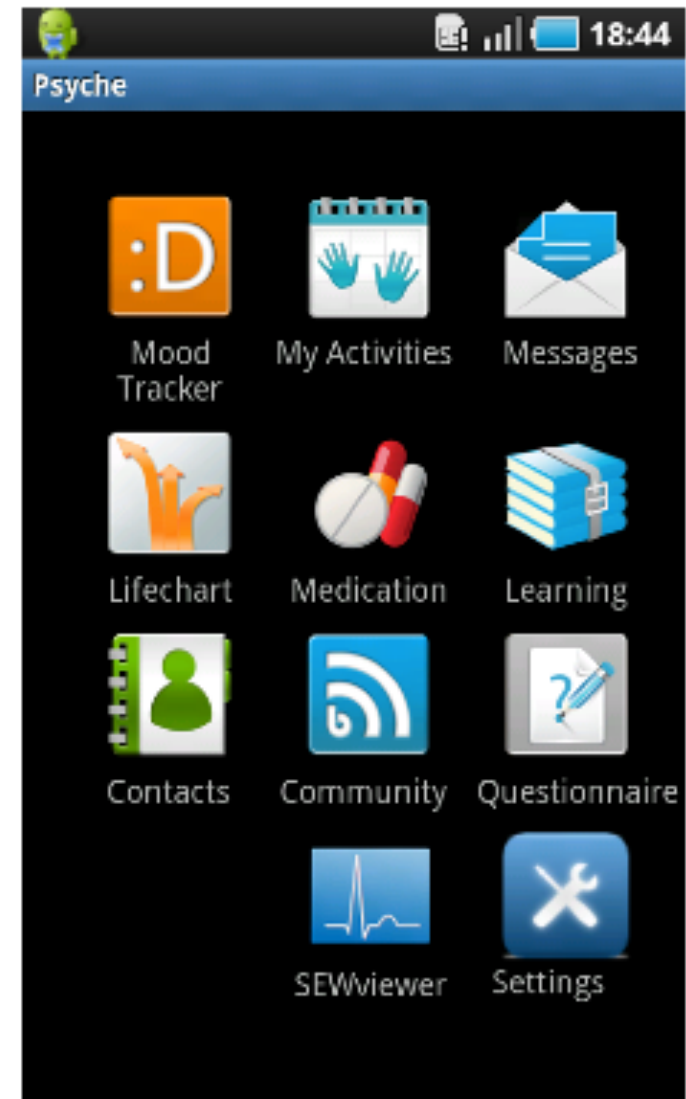 18:44
Psyche
:D
Mood
Tracker
My Activities
Messages
Lifechart
Medication
Learning
?
Contacts
Community
Questionnaire
SEWviewer
Settings